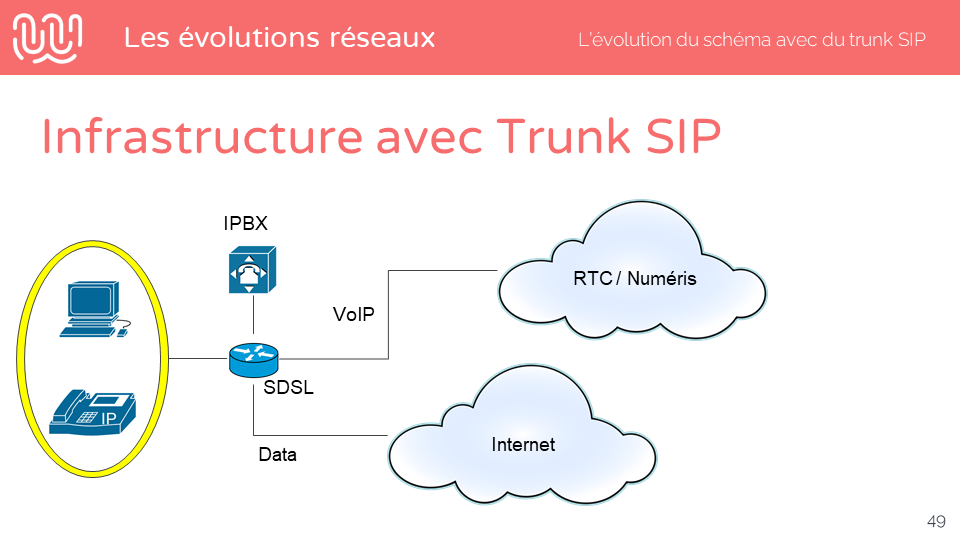 Les évolutions réseaux
L'évolution du schéma avec du trunk SIP
Infrastructure avec Trunk SIP
IPBX
RTC / Numéris
VoIP
SDSL
IP
Internet
Data
49